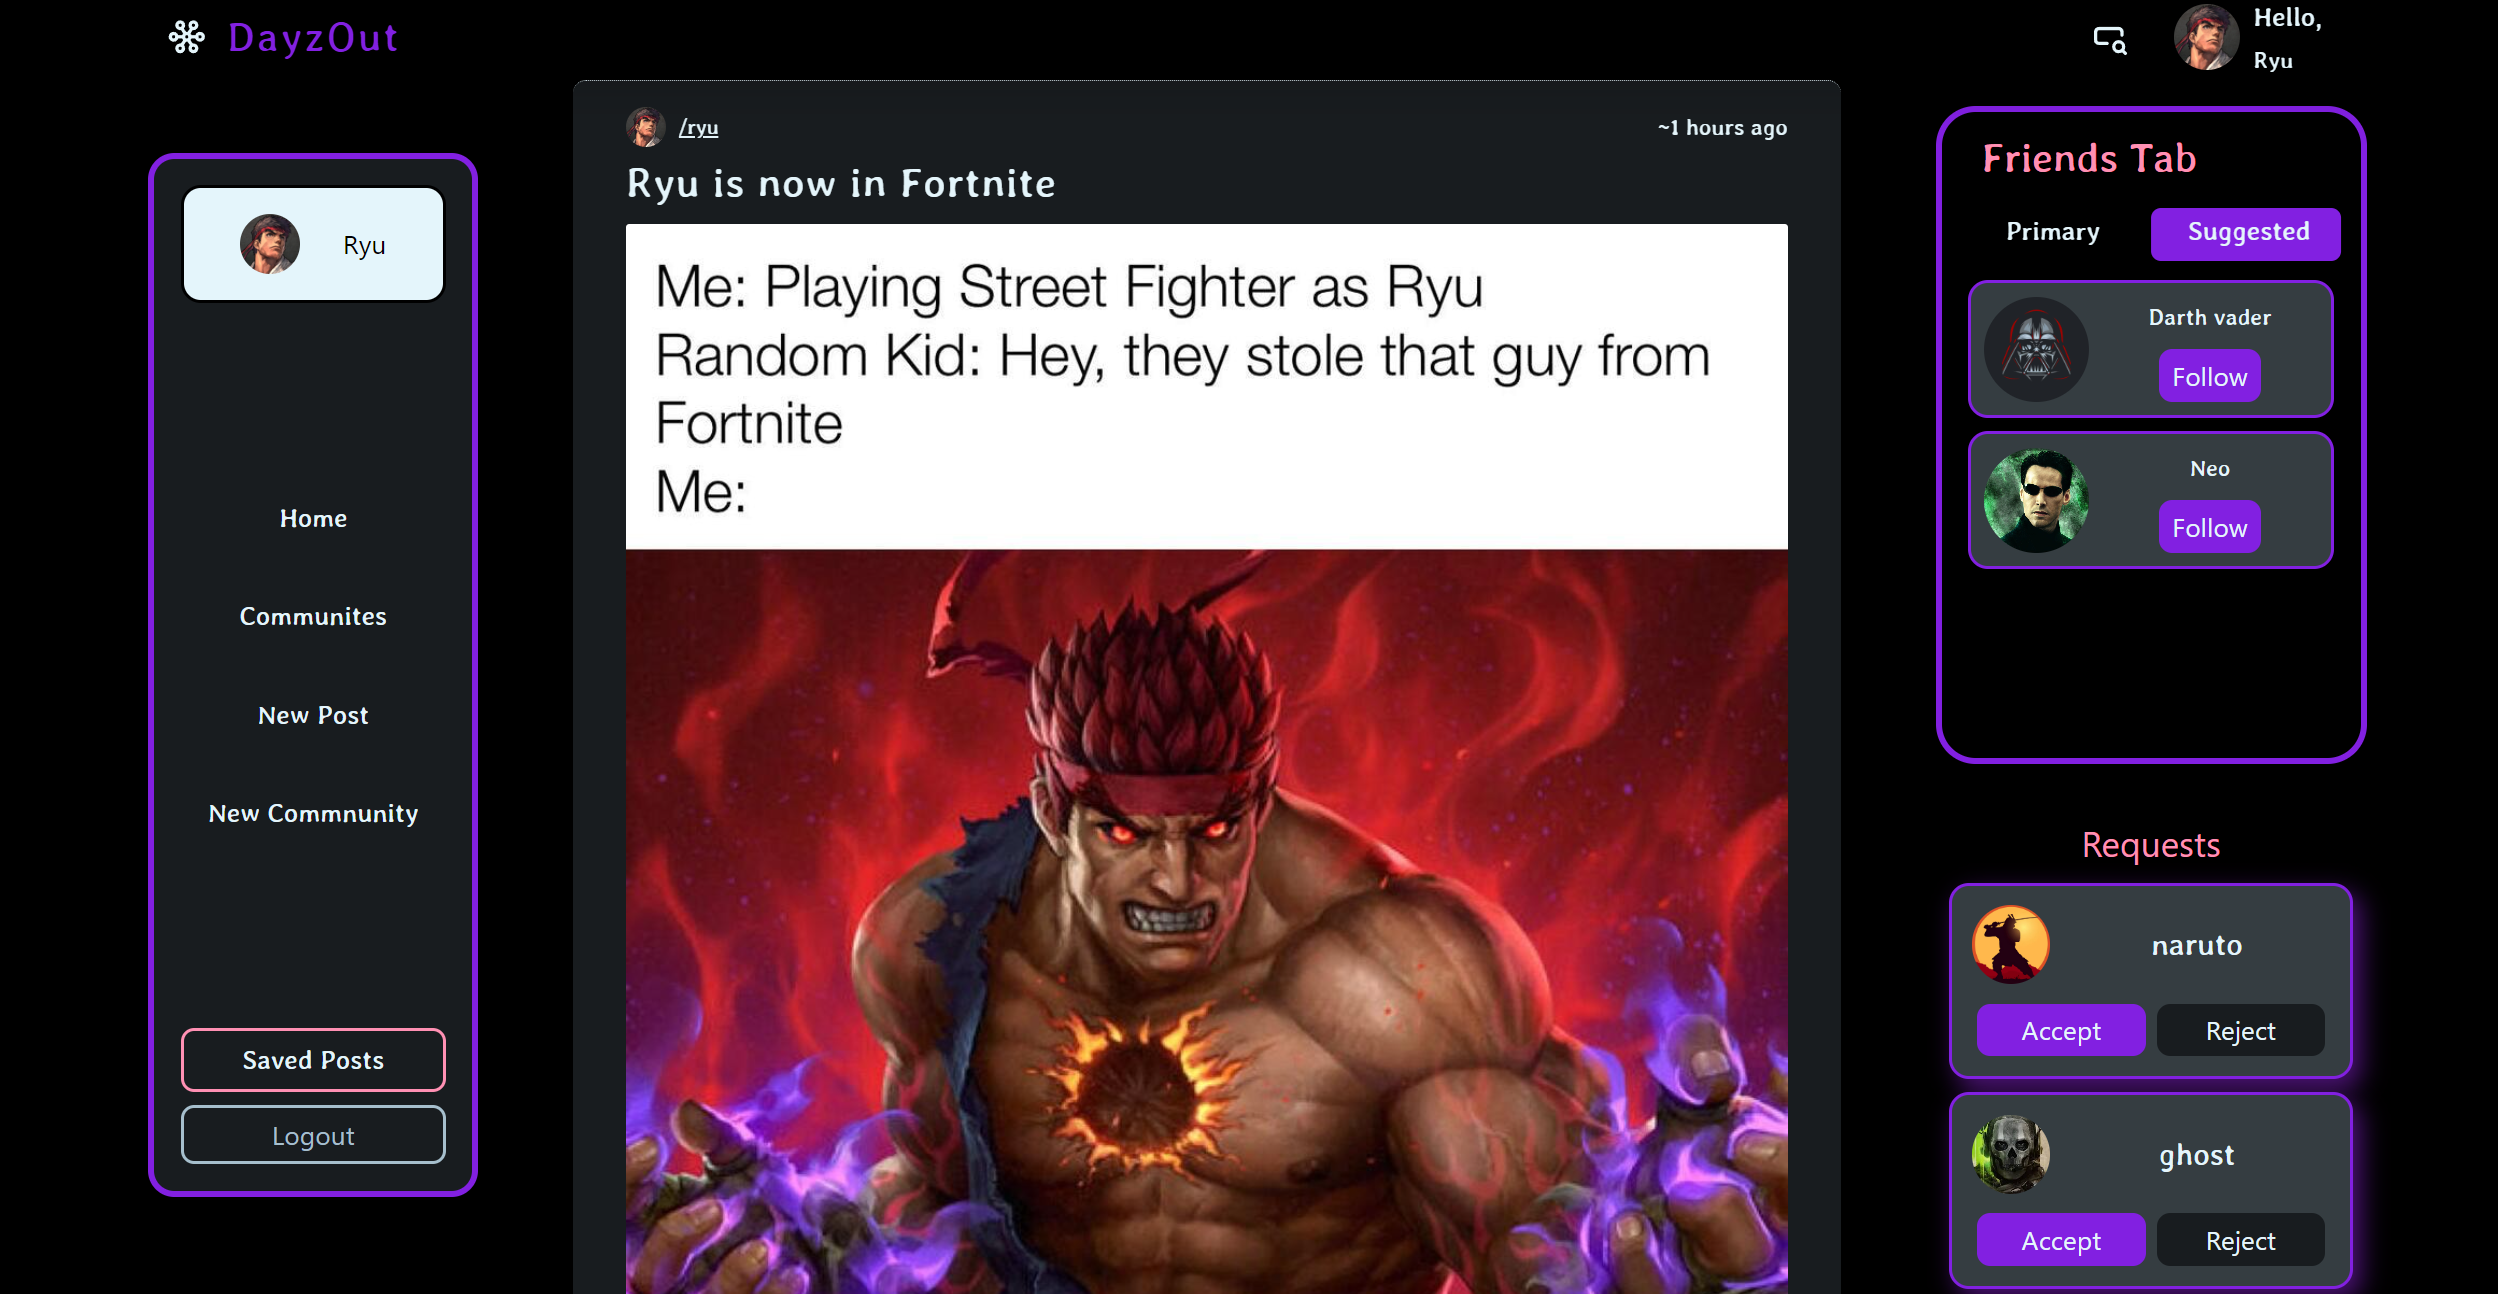 DayzOut
Hello,
Ryu
Ryu
Home
Communites
New Post
New Commnunity
Saved Posts
Logout
/ryu
~1 hours ago
Ryu is now in Fortnite
Me: Playing Street Fighter as Ryu
Random Kid: Hey, they stole that guy from
Fortnite
Me:
Friends Tab
Primary
Suggested
Darth vader
Follow
Neo
Follow
Requests
naruto
Accept
Reject
ghost
Accept
Reject